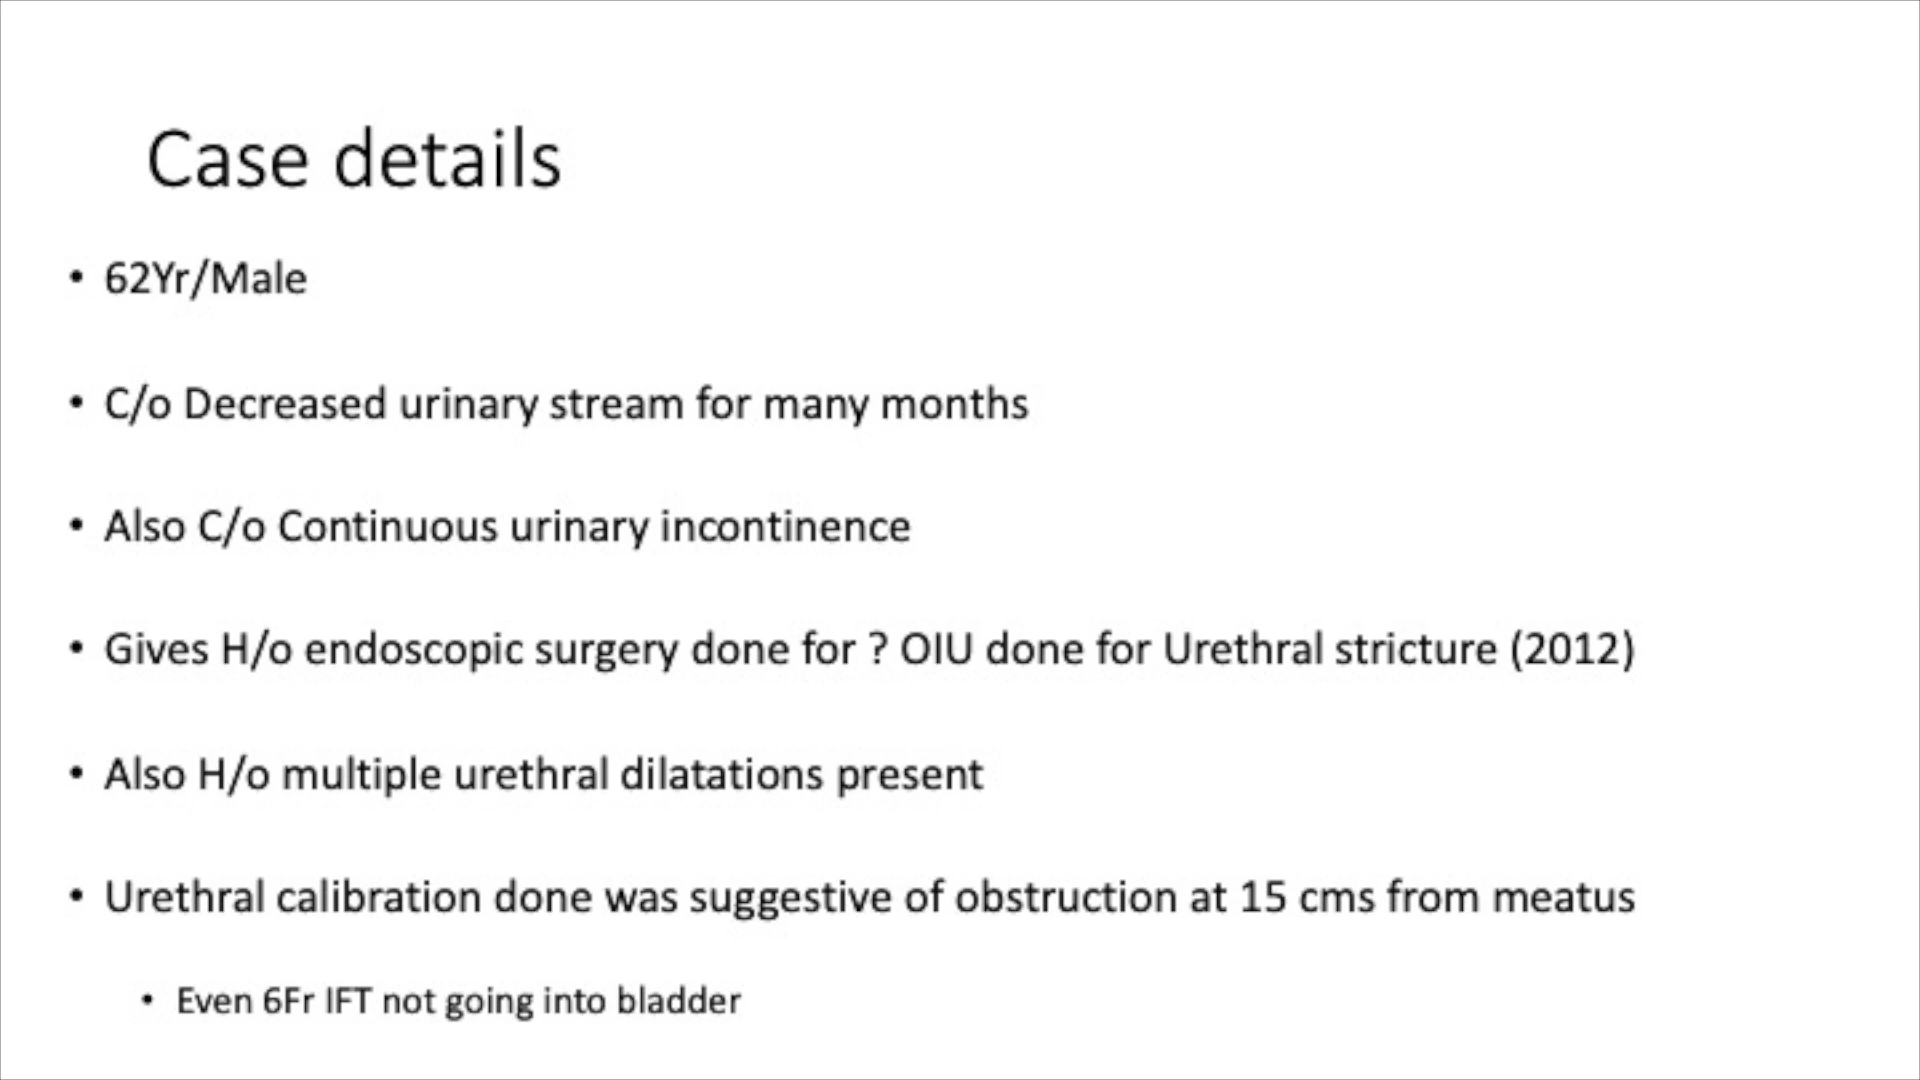 Case details
• 62Yr/Male
• C/o Decreased urinary stream for many months
• Also C/o Continuous urinary incontinence
• Gives H/o endoscopic surgery done for ? OIU done for Urethral stricture (2012)
• Also H/o multiple urethral dilatations present
• Urethral calibration done was suggestive of obstruction at 15 cms from meatus
• Even 6Fr IFT not going into bladder